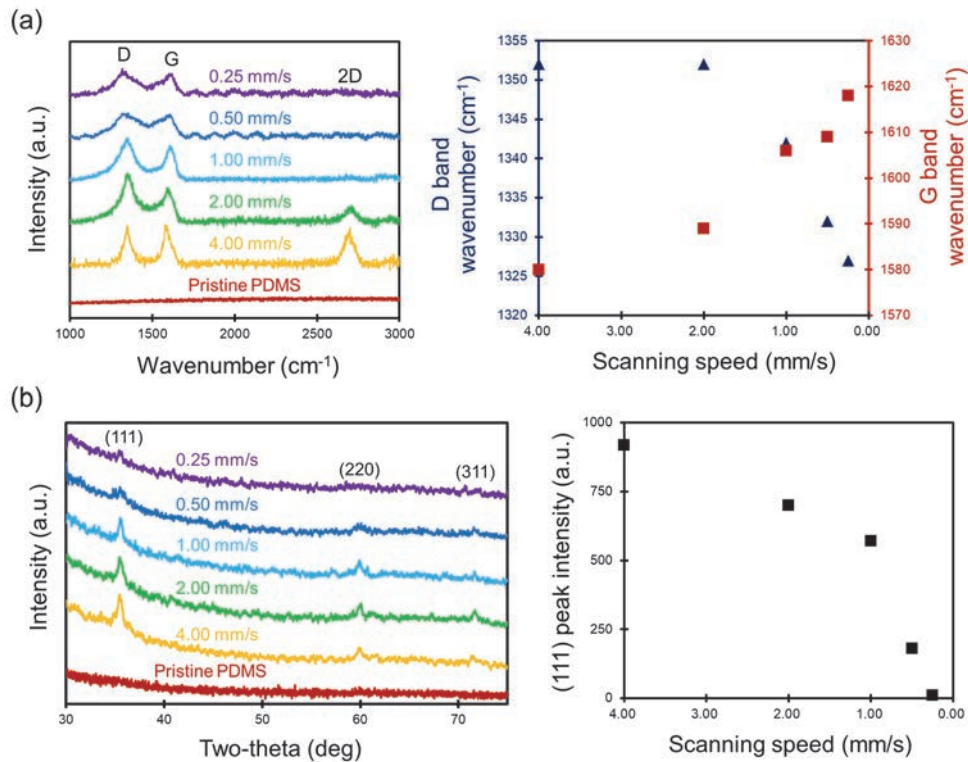 (a)
D
G
2D
0.25 mm/s
0.50 mm/s
1.00 mm/s
2.00 mm/s
4.00 mm/s
Pristine PDMS
Intensity (a.u.)
1000 1500 2000 2500 3000
Wavenumber (cm⁻¹)
1355
1350
1345
1340
1335
1330
1325
1320
D band
wavenumber (cm⁻¹)
1630
1620
1610
1600
1590
1580
1570
G band
wavenumber (cm⁻¹)
4.00 3.00 2.00 1.00 0.00
Scanning speed (mm/s)
(b)
(111)
(220)
(311)
0.25 mm/s
0.50 mm/s
1.00 mm/s
2.00 mm/s
4.00 mm/s
Pristine PDMS
Intensity (a.u.)
30 40 50 60 70
Two-theta (deg)
1000
750
500
250
0
(111) peak intensity (a.u.)
4.00 3.00 2.00 1.00 0.00
Scanning speed (mm/s)